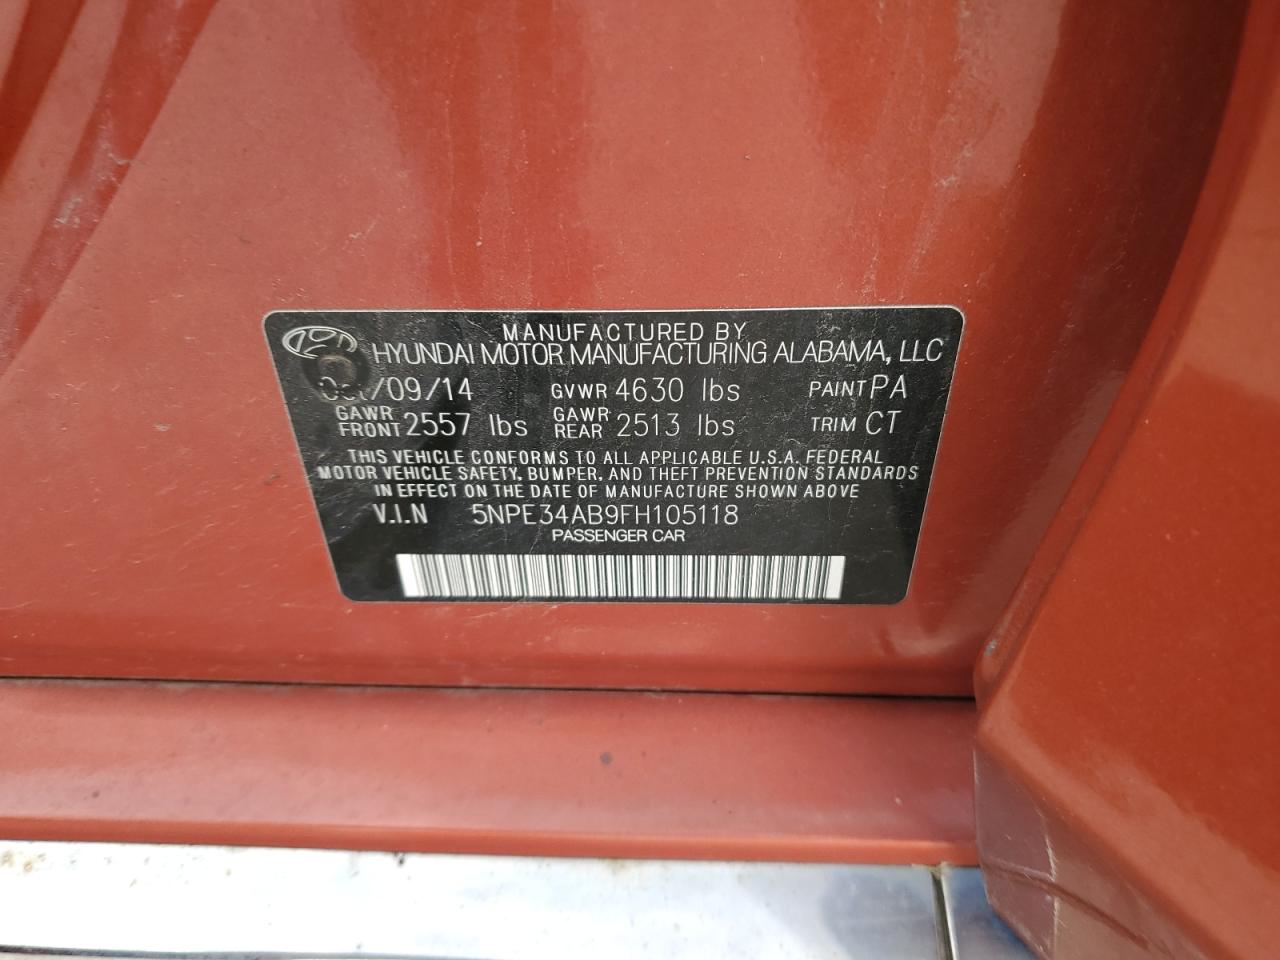 MANUFACTURED BY
HYUNDAI MOTOR MANUFACTURING ALABAMA, LLC
/09/14 GVWR 4630 lbs PAINT PA
GAWR FRONT 2557 lbs GAWR REAR 2513 lbs TRIM CT
THIS VEHICLE CONFORMS TO ALL APPLICABLE U.S.A. FEDERAL
MOTOR VEHICLE SAFETY, BUMPER, AND THEFT PREVENTION STANDARDS
IN EFFECT ON THE DATE OF MANUFACTURE SHOWN ABOVE
V.I.N 5NPE34AB9FH105118
PASSENGER CAR